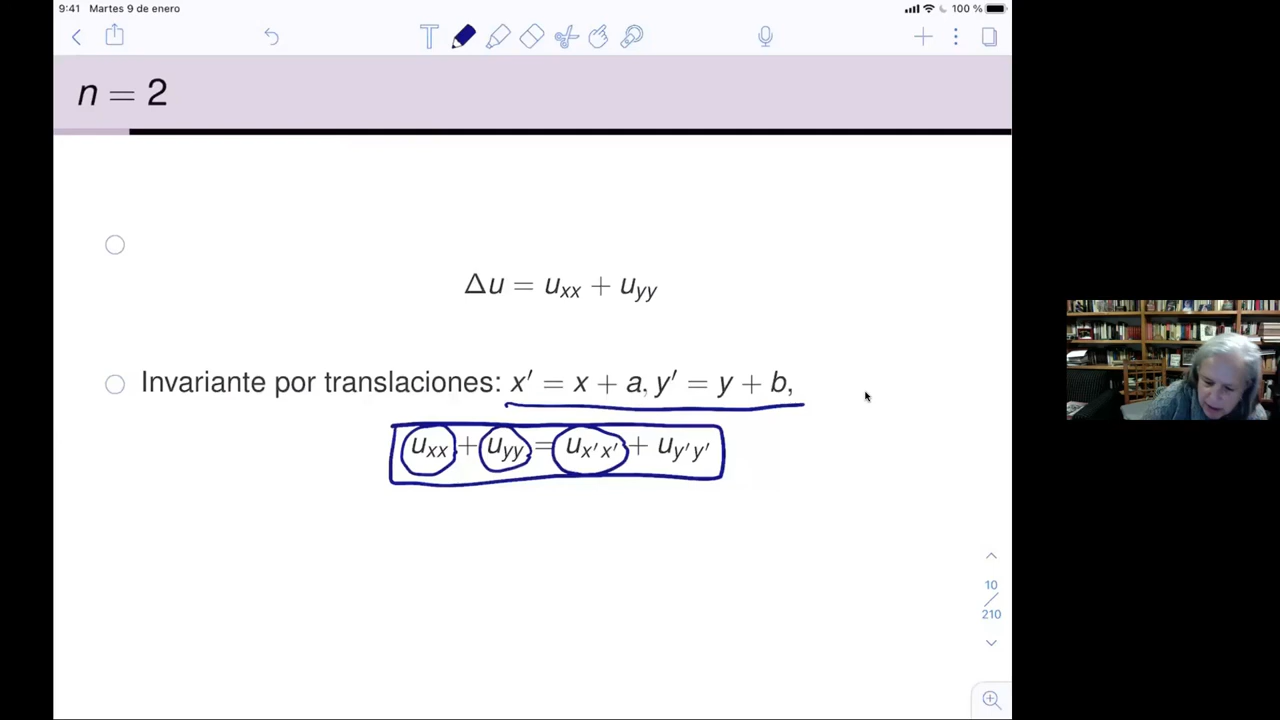 9:41 Martes 9 de enero 100 %
n = 2
Δu = u_xx + u_yy
Invariante por translaciones: x′ = x + a, y′ = y + b,
u_xx + u_yy = u_x′x′ + u_y′y′
10
210